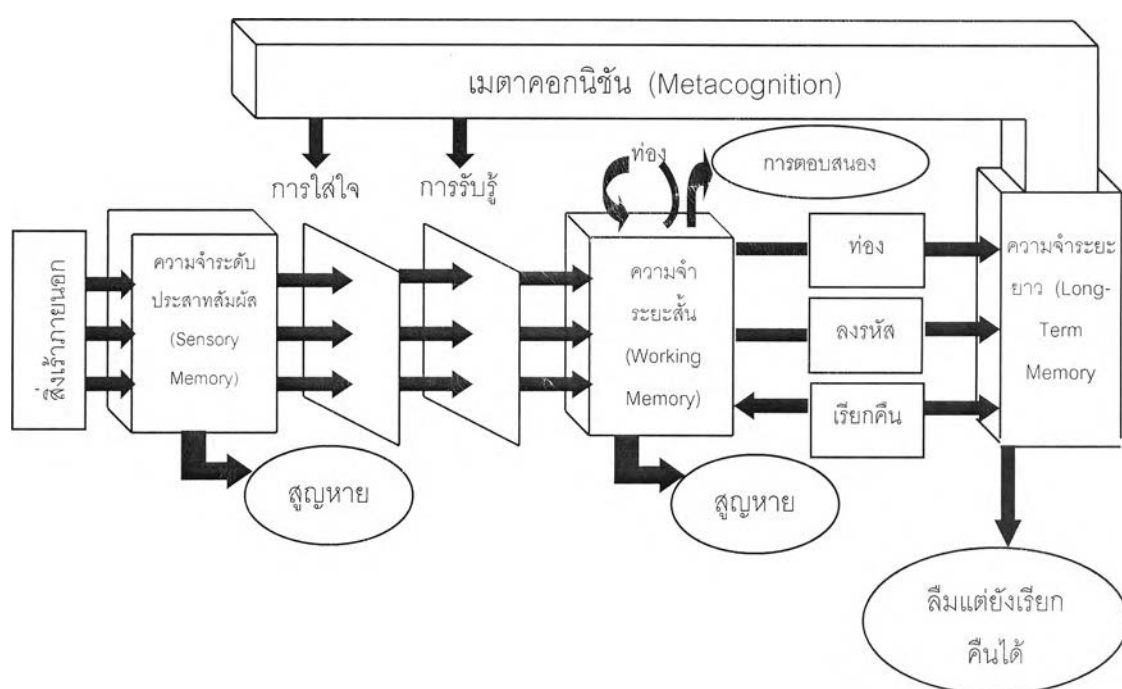 เมตาคอกนิชัน (Metacognition)
การใส่ใจ
การรับรู้
ท่อง
การตอบสนอง
สิ่งเร้าภายนอก
ความจำระดับ
ประสาทสัมผัส
(Sensory
Memory)
ความจำ
ระยะสั้น
(Working
Memory)
ท่อง
ลงรหัส
เรียกคืน
ความจำระยะ
ยาว (Long-
Term
Memory
สูญหาย
สูญหาย
ลืมแต่ยังเรียก
คืนได้